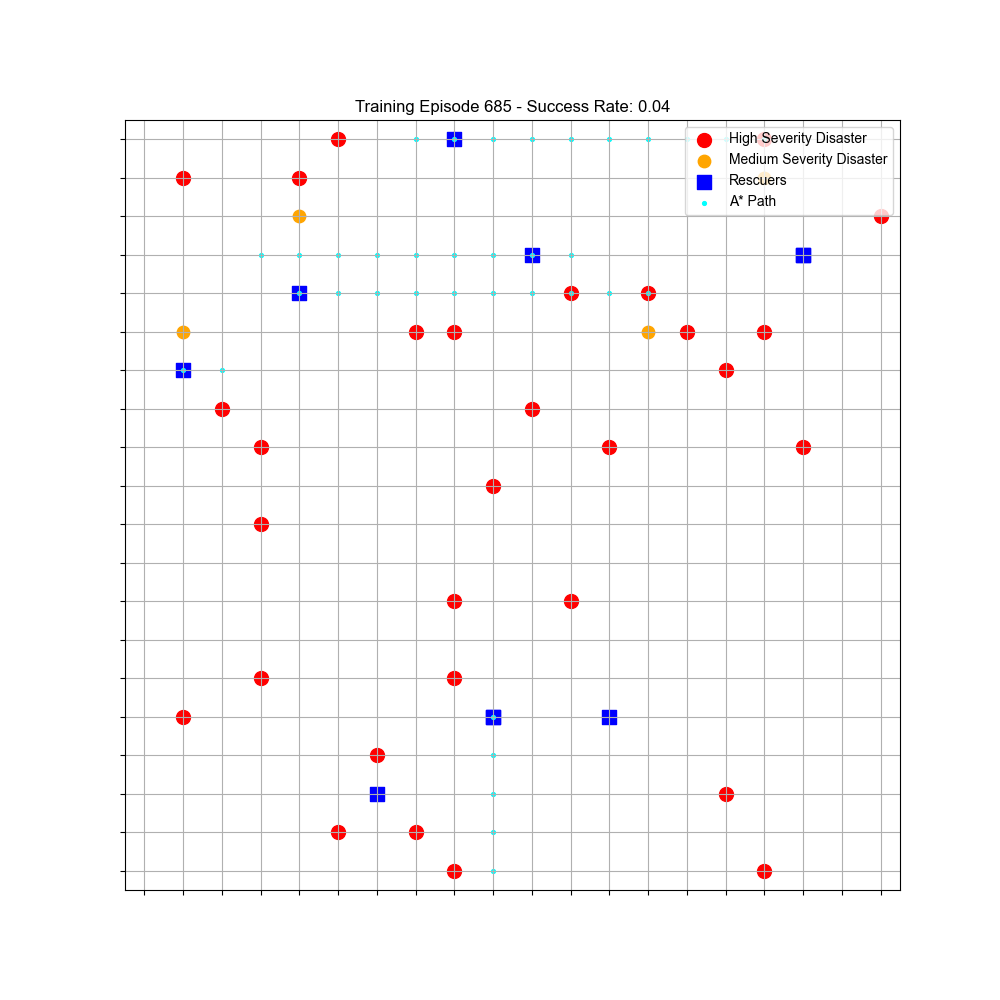 Training Episode 685 - Success Rate: 0.04
High Severity Disaster
Medium Severity Disaster
Rescuers
A* Path